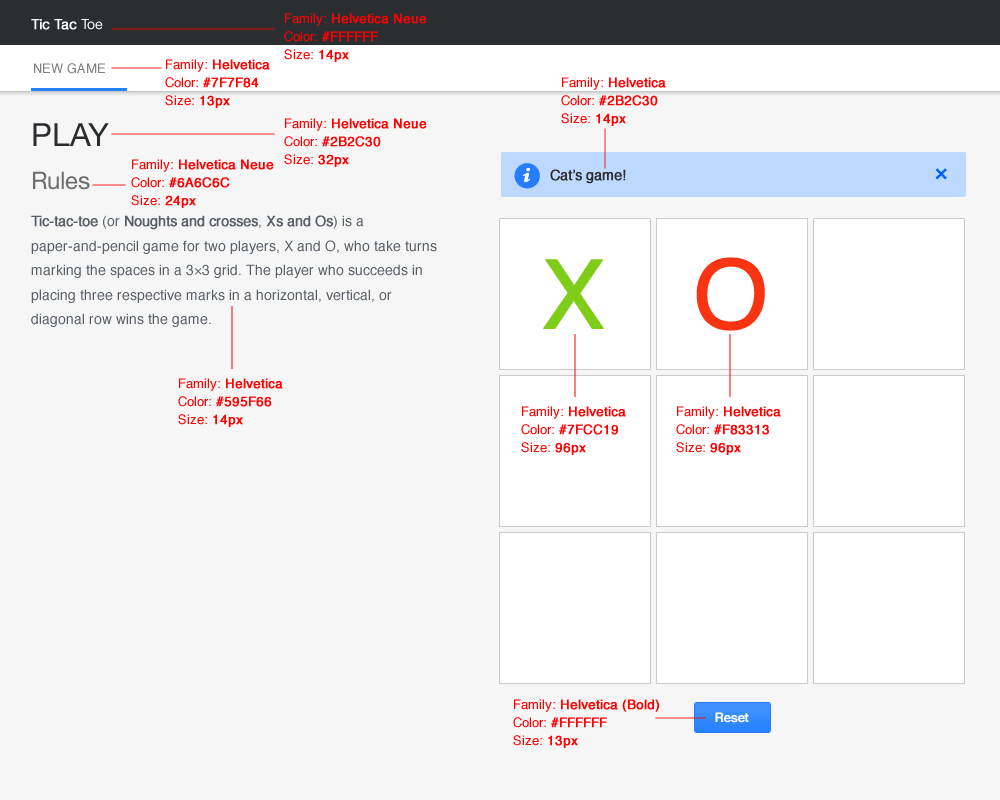 Tic Tac Toe
Family: Helvetica Neue
Color: #FFFFFF
Size: 14px
NEW GAME
Family: Helvetica
Color: #7F7F84
Size: 13px
PLAY
Family: Helvetica Neue
Color: #2B2C30
Size: 32px
Rules
Family: Helvetica Neue
Color: #6A6C6C
Size: 24px
Tic-tac-toe (or Noughts and crosses, Xs and Os) is a
paper-and-pencil game for two players, X and O, who take turns
marking the spaces in a 3×3 grid. The player who succeeds in
placing three respective marks in a horizontal, vertical, or
diagonal row wins the game.
Family: Helvetica
Color: #595F66
Size: 14px
Family: Helvetica
Color: #2B2C30
Size: 14px
i Cat's game! ×
X O
Family: Helvetica
Color: #7FCC19
Size: 96px
Family: Helvetica
Color: #F83313
Size: 96px
Family: Helvetica (Bold)
Color: #FFFFFF
Size: 13px
Reset